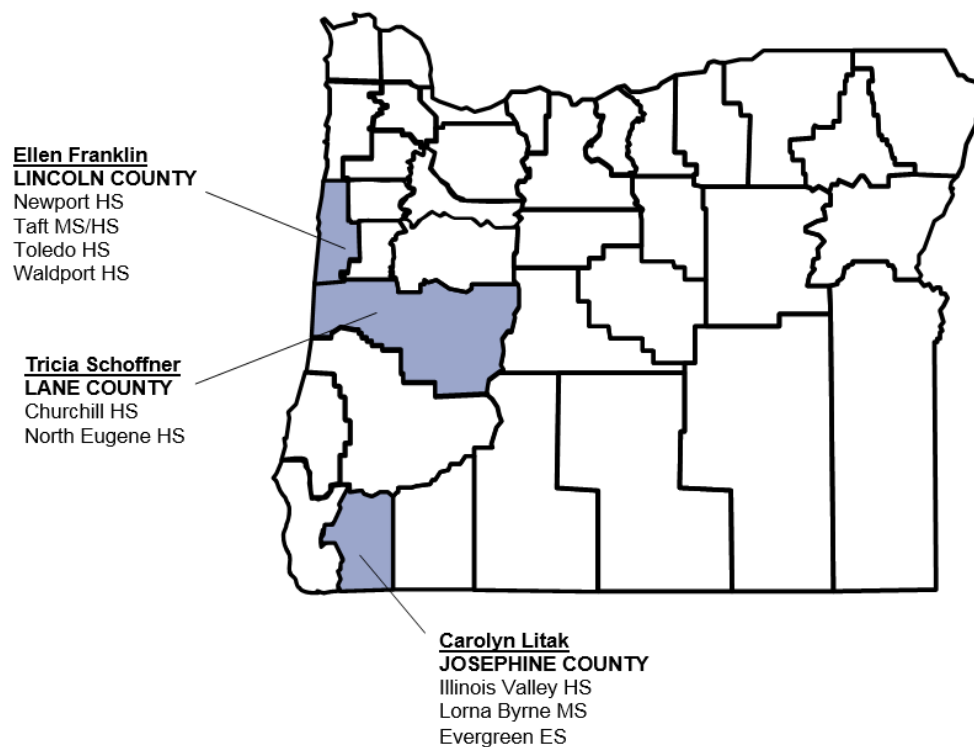 Ellen Franklin
LINCOLN COUNTY
Newport HS
Taft MS/HS
Toledo HS
Waldport HS
Tricia Schoffner
LANE COUNTY
Churchill HS
North Eugene HS
Carolyn Litak
JOSEPHINE COUNTY
Illinois Valley HS
Lorna Byrne MS
Evergreen ES